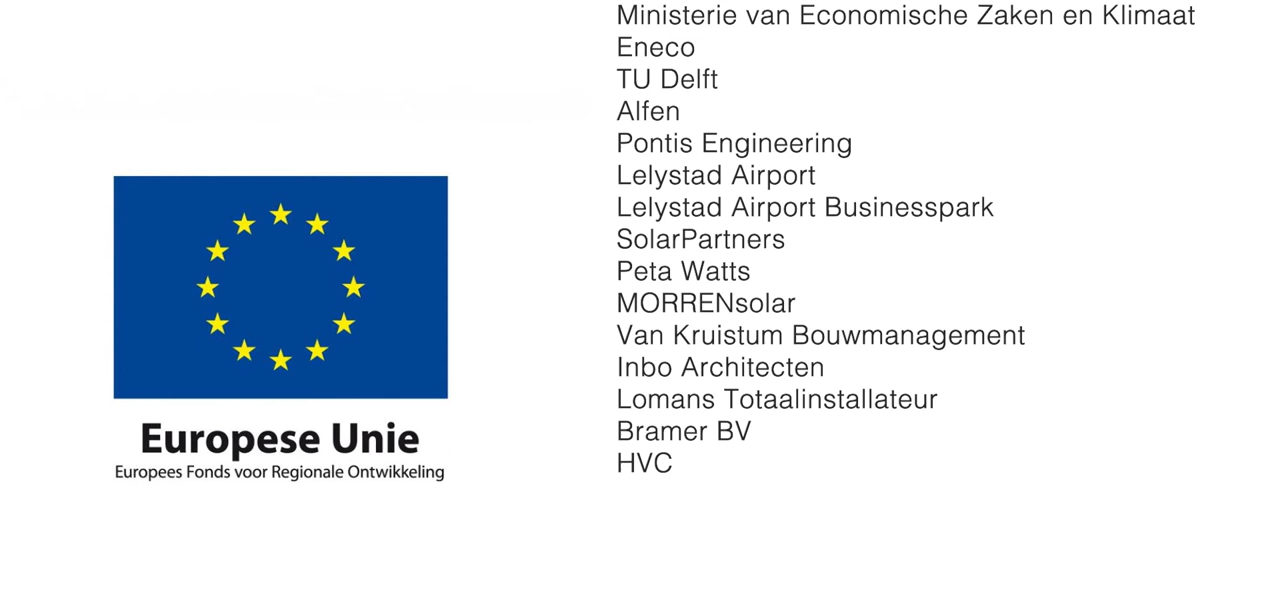 Ministerie van Economische Zaken en Klimaat
Eneco
TU Delft
Alfen
Pontis Engineering
Lelystad Airport
Lelystad Airport Businesspark
SolarPartners
Peta Watts
MORRENsolar
Van Kruistum Bouwmanagement
Inbo Architecten
Lomans Totaalinstallateur
Bramer BV
HVC
Europese Unie
Europees Fonds voor Regionale Ontwikkeling